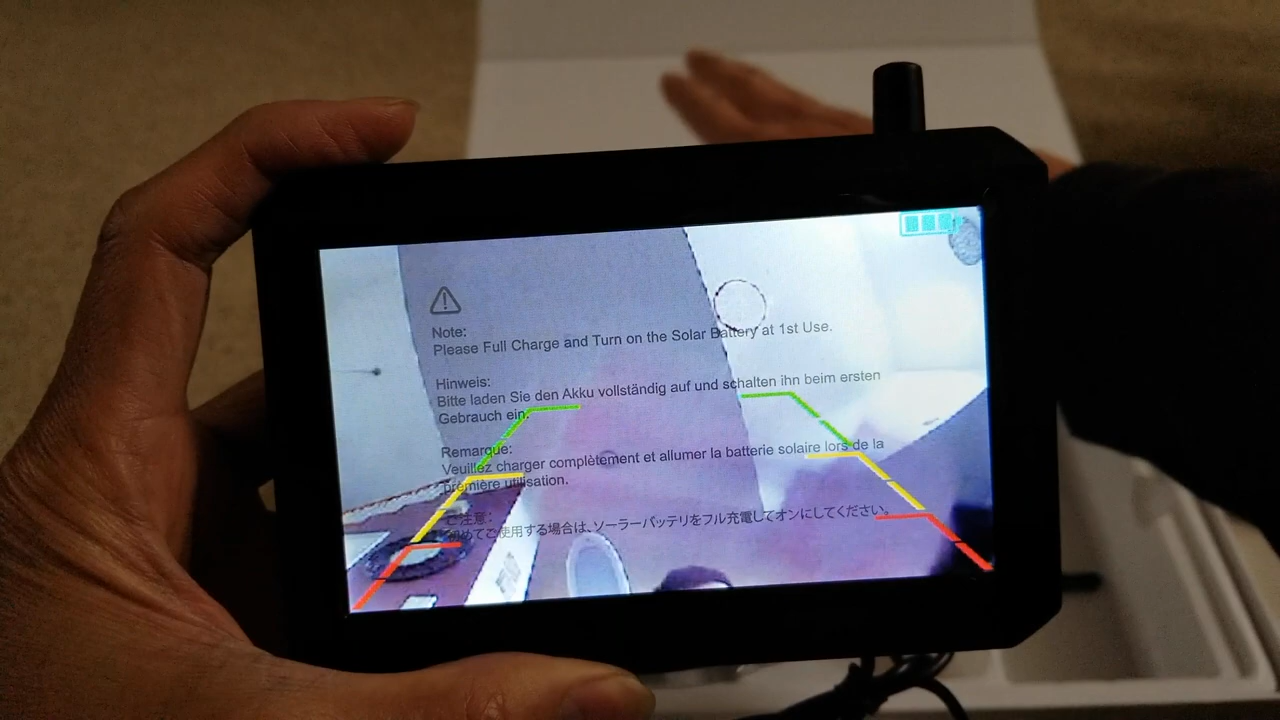 Note:
Please Full Charge and Turn on the Solar Battery at 1st Use.
Hinweis:
Bitte laden Sie den Akku vollständig auf und schalten ihn beim ersten
Gebrauch ein.
Remarque:
Veuillez charger complètement et allumer la batterie solaire lors de la
première utilisation.
ご注意:
初めてご使用する場合は、ソーラーバッテリをフル充電してオンにしてください。